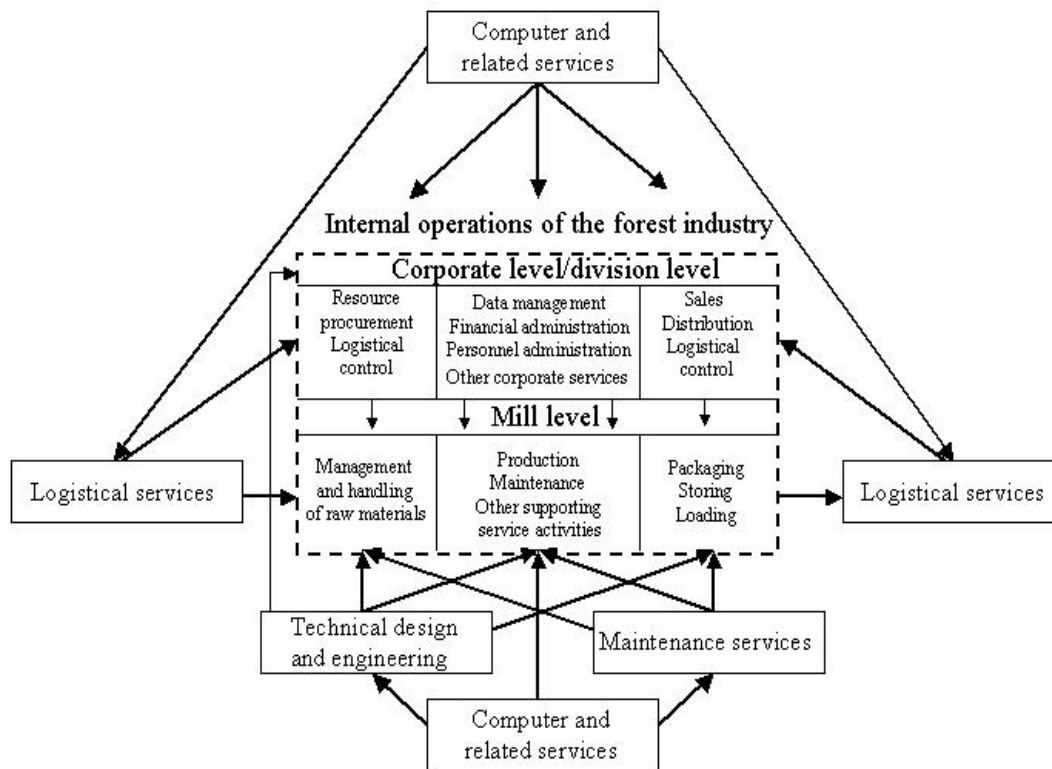 Computer and
related services
Internal operations of the forest industry
Corporate level/division level
Resource
procurement
Logistical
control
Data management
Financial administration
Personnel administration
Other corporate services
Sales
Distribution
Logistical
control
Mill level
Logistical services
Management
and handling
of raw materials
Production
Maintenance
Other supporting
service activities
Packaging
Storing
Loading
Logistical services
Technical design
and engineering
Maintenance services
Computer and
related services